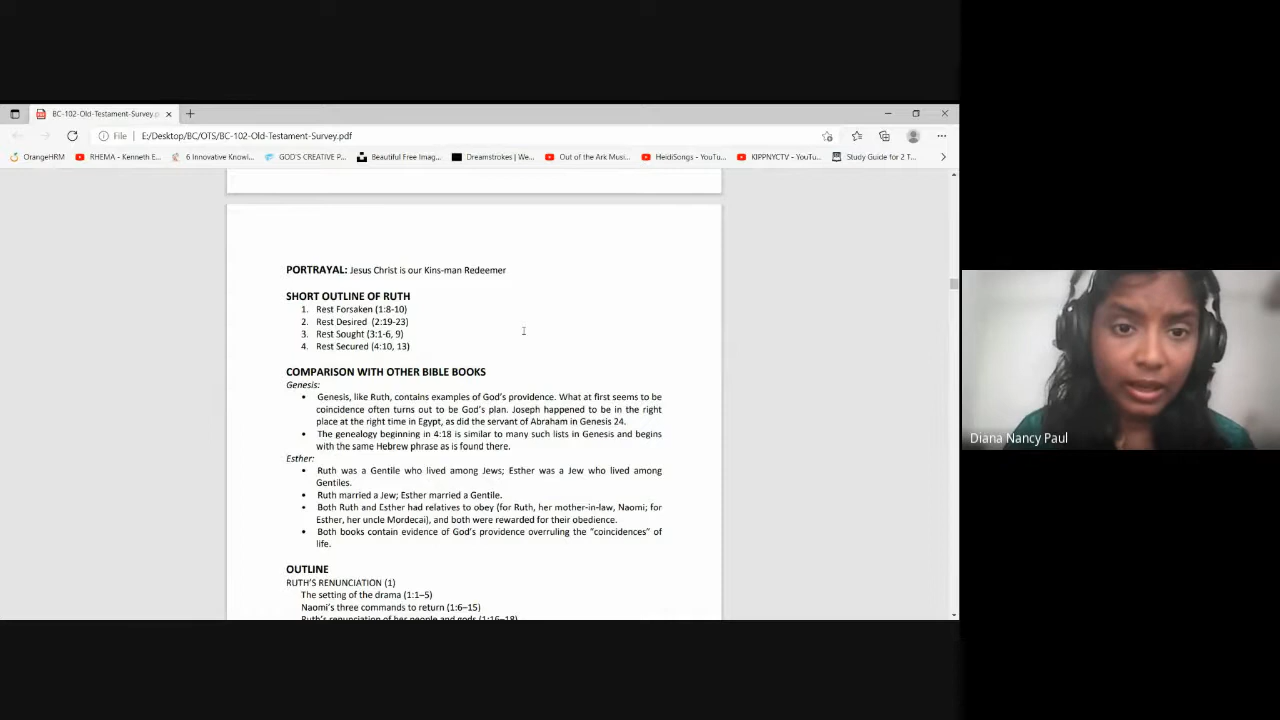 BC-102-Old-Testament-Survey.p
File
E:/Desktop/BC/OTS/BC-102-Old-Testament-Survey.pdf
OrangeHRM
RHEMA - Kenneth E...
6 Innovative Knowl...
GOD'S CREATIVE P...
Beautiful Free Imag...
Dreamstrokes | We...
Out of the Ark Musi...
HeidiSongs - YouTu...
KIPPNYCTV - YouTu...
Study Guide for 2 T...
PORTRAYAL: Jesus Christ is our Kins-man Redeemer
SHORT OUTLINE OF RUTH
1. Rest Forsaken (1:8-10)
2. Rest Desired (2:19-23)
3. Rest Sought (3:1-6, 9)
4. Rest Secured (4:10, 13)
COMPARISON WITH OTHER BIBLE BOOKS
Genesis:
• Genesis, like Ruth, contains examples of God's providence. What at first seems to be
coincidence often turns out to be God's plan. Joseph happened to be in the right
place at the right time in Egypt, as did the servant of Abraham in Genesis 24.
• The genealogy beginning in 4:18 is similar to many such lists in Genesis and begins
with the same Hebrew phrase as is found there.
Esther:
• Ruth was a Gentile who lived among Jews; Esther was a Jew who lived among
Gentiles.
• Ruth married a Jew; Esther married a Gentile.
• Both Ruth and Esther had relatives to obey (for Ruth, her mother-in-law, Naomi; for
Esther, her uncle Mordecai), and both were rewarded for their obedience.
• Both books contain evidence of God's providence overruling the “coincidences” of
life.
OUTLINE
RUTH'S RENUNCIATION (1)
The setting of the drama (1:1–5)
Naomi's three commands to return (1:6–15)
Ruth's renunciation of her people and gods (1:16–18)
Diana Nancy Paul